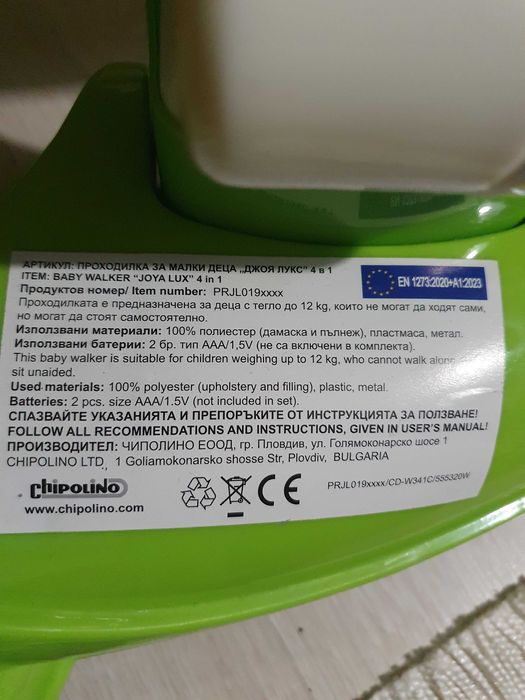 АРТИКУЛ: ПРОХОДИЛКА ЗА МАЛКИ ДЕЦА „ДЖОЯ ЛУКС" 4 в 1
ITEM: BABY WALKER "JOYA LUX" 4 in 1
Продуктов номер/ Item number: PRJL019xxxx
EN 1273:2020+A1:2023
Проходилката е предназначена за деца с тегло до 12 kg, които не могат да ходят сами,
но могат да стоят самостоятелно.
Използвани материали: 100% полиестер (дамаска и пълнеж), пластмаса, метал.
Използвани батерии: 2 бр. тип AAA/1,5V (не са включени в комплекта).
This baby walker is suitable for children weighing up to 12 kg, who cannot walk
sit unaided.
Used materials: 100% polyester (upholstery and filling), plastic, metal.
Batteries: 2 pcs. size AAA/1.5V (not included in set).
СПАЗВАЙТЕ УКАЗАНИЯТА И ПРЕПОРЪКИТЕ ОТ ИНСТРУКЦИЯТА ЗА ПОЛЗВАНЕ!
FOLLOW ALL RECOMMENDATIONS AND INSTRUCTIONS, GIVEN IN USER'S MANUAL!
ПРОИЗВОДИТЕЛ: ЧИПОЛИНО ЕООД, гр. Пловдив, ул. Голямоконарско шосе 1
CHIPOLINO LTD, 1 Goliamokonarsko shosse Str, Plovdiv, BULGARIA
chipolino
www.chipolino.com
CE
PRJL019xxxx/CD-W341C/555320W